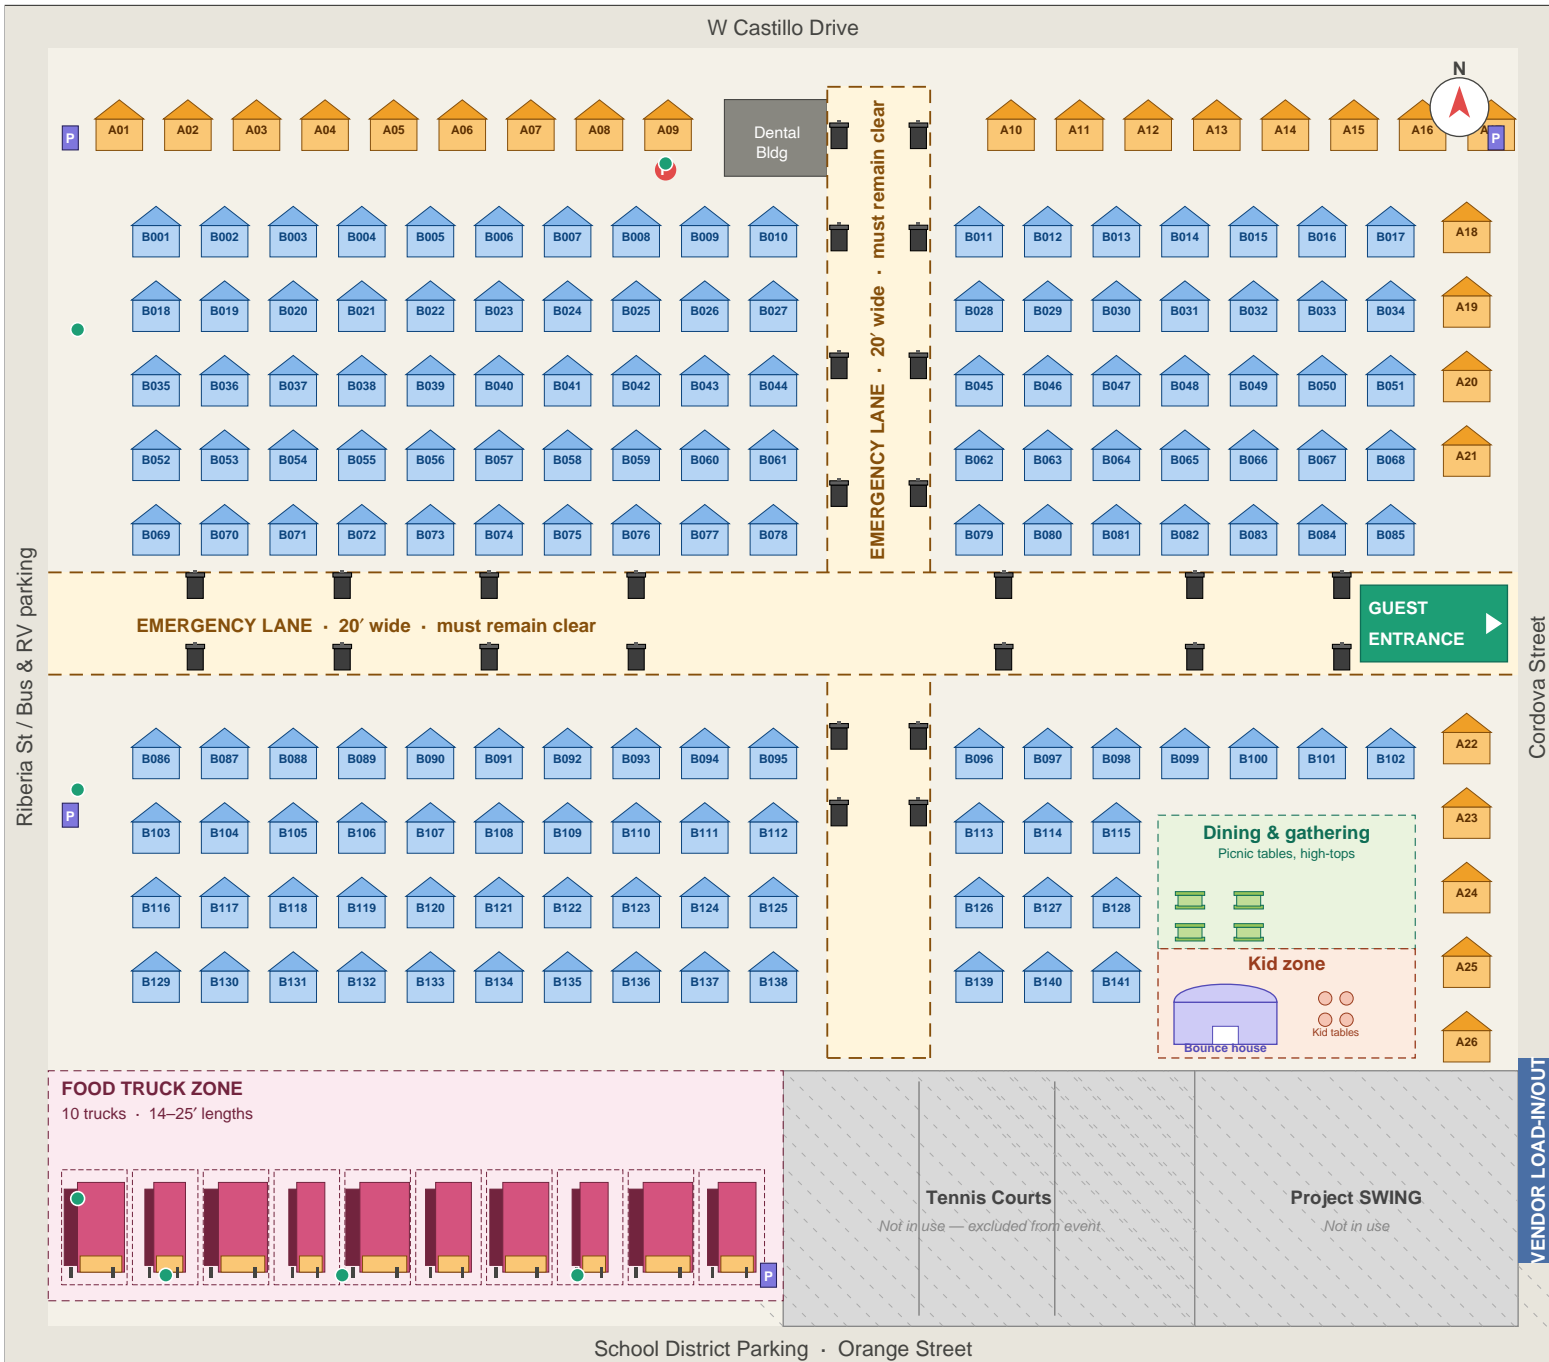 W Castillo Drive
N
A01 A02 A03 A04 A05 A06 A07 A08 A09
Dental
Bldg
A10 A11 A12 A13 A14 A15 A16
P
P
EMERGENCY LANE · 20′ wide · must remain clear
B001 B002 B003 B004 B005 B006 B007 B008 B009 B010 B011 B012 B013 B014 B015 B016 B017 A18
B018 B019 B020 B021 B022 B023 B024 B025 B026 B027 B028 B029 B030 B031 B032 B033 B034 A19
B035 B036 B037 B038 B039 B040 B041 B042 B043 B044 B045 B046 B047 B048 B049 B050 B051 A20
B052 B053 B054 B055 B056 B057 B058 B059 B060 B061 B062 B063 B064 B065 B066 B067 B068 A21
B069 B070 B071 B072 B073 B074 B075 B076 B077 B078 B079 B080 B081 B082 B083 B084 B085
Riberia St / Bus & RV parking
EMERGENCY LANE · 20′ wide · must remain clear
GUEST
ENTRANCE
Cordova Street
B086 B087 B088 B089 B090 B091 B092 B093 B094 B095 B096 B097 B098 B099 B100 B101 B102 A22
P
B103 B104 B105 B106 B107 B108 B109 B110 B111 B112 B113 B114 B115 A23
Dining & gathering
Picnic tables, high-tops
B116 B117 B118 B119 B120 B121 B122 B123 B124 B125 B126 B127 B128 A24
B129 B130 B131 B132 B133 B134 B135 B136 B137 B138 B139 B140 B141 A25
Kid zone
Kid tables
Bounce house
A26
FOOD TRUCK ZONE
10 trucks · 14–25′ lengths
P
Tennis Courts
Not in use — excluded from event
Project SWING
Not in use
VENDOR LOAD-IN/OUT
School District Parking · Orange Street